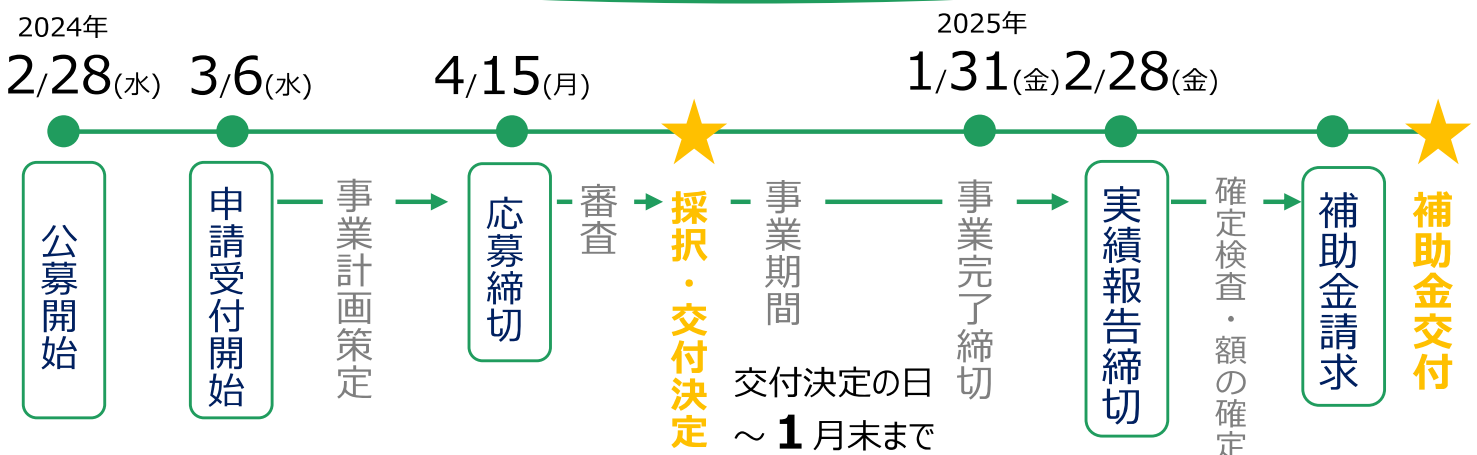 2024年
2/28(水)
3/6(水)
4/15(月)
2025年
1/31(金)
2/28(金)
公募開始
申請受付開始
事業計画策定
応募締切
審査
採択・交付決定
事業期間
交付決定の日
～1月末まで
事業完了締切
実績報告締切
確定検査・額の確定
補助金請求
補助金交付